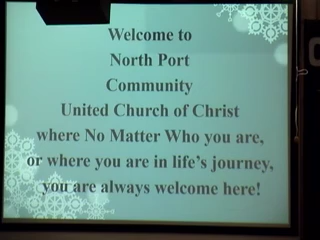 Welcome to
North Port
Community
United Church of Christ
where No Matter Who you are,
or where you are in life's journey,
you are always welcome here!